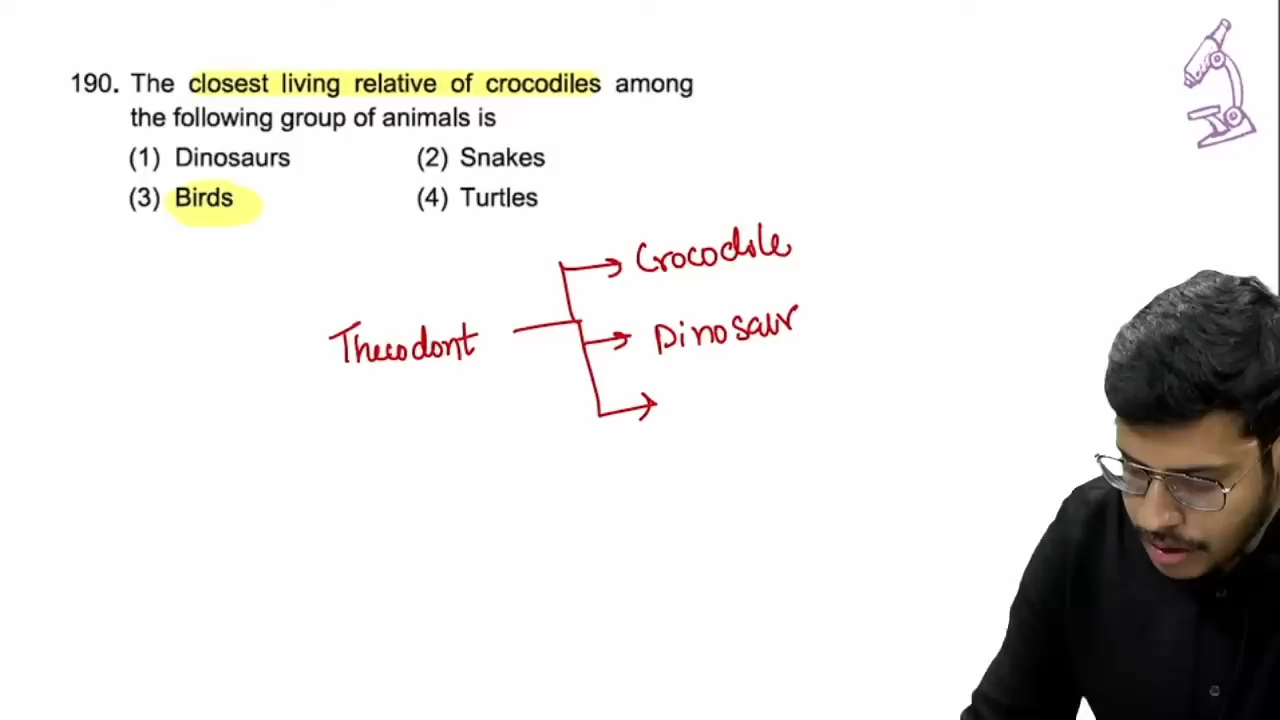 190. The closest living relative of crocodiles among
the following group of animals is
(1) Dinosaurs (2) Snakes
(3) Birds (4) Turtles
Crocodile
Thecodont
Dinosaur